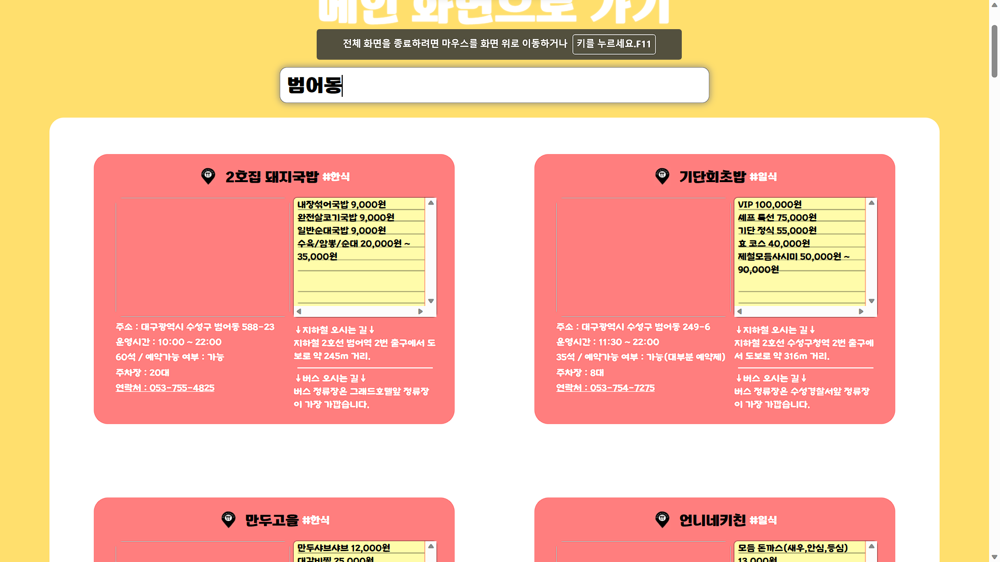 메인 화면으로 가기
전체 화면을 종료하려면 마우스를 화면 위로 이동하거나 키를 누르세요.F11
범어동
2호집 돼지국밥 #한식
내장섞어국밥 9,000원
완전살코기국밥 9,000원
일반순대국밥 9,000원
수육/암뽕/순대 20,000원 ~
35,000원
주소 : 대구광역시 수성구 범어동 588-23
운영시간 : 10:00 ~ 22:00
60석 / 예약가능 여부 : 가능
주차장 : 20대
연락처 : 053-755-4825
↓지하철 오시는 길↓
지하철 2호선 범어역 2번 출구에서 도
보로 약 245m 거리.
↓버스 오시는 길↓
버스 정류장은 그래드호텔앞 정류장
이 가장 가깝습니다.
기단회초밥 #일식
VIP 100,000원
셰프 특선 75,000원
기단 정식 55,000원
효 코스 40,000원
제철모듬사시미 50,000원 ~
90,000원
주소 : 대구광역시 수성구 범어동 249-6
운영시간 : 11:30 ~ 22:00
35석 / 예약가능 여부 : 가능(대부분 예약제)
주차장 : 8대
연락처 : 053-754-7275
↓지하철 오시는 길↓
지하철 2호선 수성구청역 2번 출구에
서 도보로 약 316m 거리.
↓버스 오시는 길↓
버스 정류장은 수성경찰서앞 정류장
이 가장 가깝습니다.
만두고을 #한식
만두샤브샤브 12,000원
대갈비찜 25,000원
언니네키친 #일식
모듬 돈까스(새우,안심,등심)
13,000원